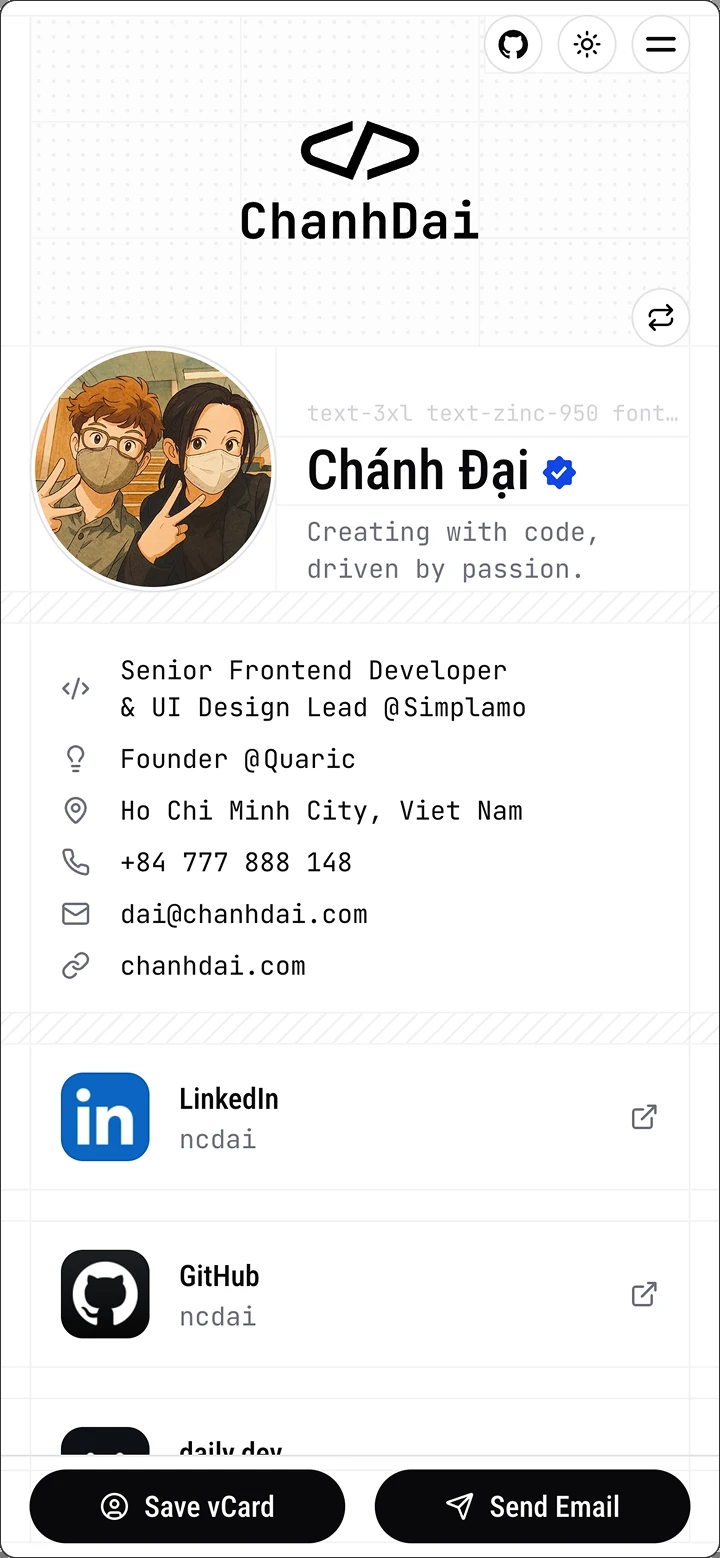 ChanhDai
text-3xl text-zinc-950 font…
Chánh Đại
Creating with code,
driven by passion.
Senior Frontend Developer
& UI Design Lead @Simplamo
Founder @Quaric
Ho Chi Minh City, Viet Nam
+84 777 888 148
dai@chanhdai.com
chanhdai.com
in
LinkedIn
ncdai
GitHub
ncdai
daily.dev
Save vCard
Send Email